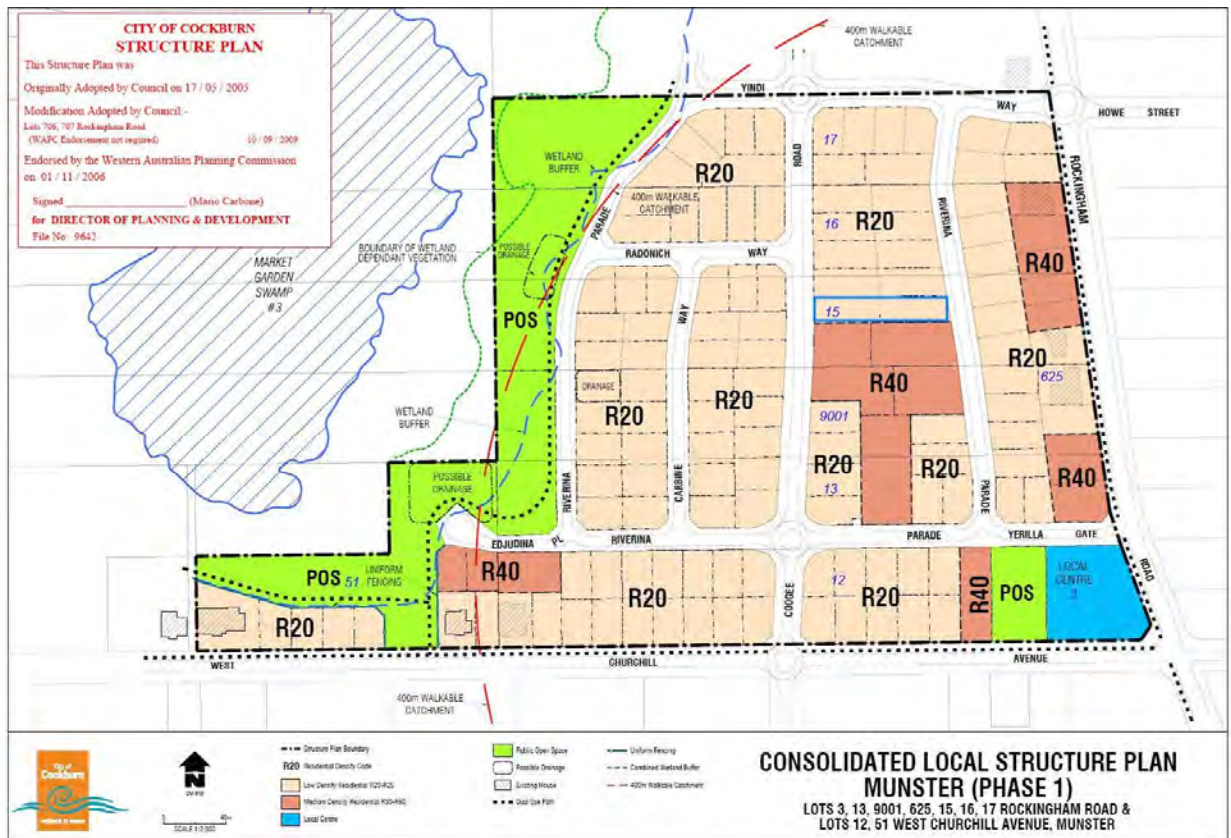 CITY OF COCKBURN
STRUCTURE PLAN
This Structure Plan was
Originally Adopted by Council on 17 / 05 / 2005
Modification Adopted by Council:-
Lots 706, 707 Rockingham Road
(WAPC Endorsement not required) 10 / 09 / 2009
Endorsed by the Western Australian Planning Commission
on 01 / 11 / 2006
Signed (Mario Carbone)
for DIRECTOR OF PLANNING & DEVELOPMENT
File No: 9642
400m WALKABLE
CATCHMENT
YINDI
WAY
HOWE STREET
WETLAND
BUFFER
R20
ROAD
17
ROCKINGHAM
400m WALKABLE
CATCHMENT
PARADE
16
R20
RIVERINA
BOUNDARY OF WETLAND
DEPENDANT VEGETATION
POSSIBLE
DRAINAGE
RADONICH
WAY
R40
MARKET
GARDEN
SWAMP
#3
POS
WAY
15
R20
625
DRAINAGE
R40
R20
R20
9001
WETLAND
BUFFER
R20
R20
13
R40
POSSIBLE
DRAINAGE
RIVERINA
CARBINE
PARADE
EDJUDINA
PL
RIVERINA
PARADE
YERILLA
GATE
POS
51
UNIFORM
FENCING
R40
R20
R20
COOGEE
12
R20
R40
POS
LOCAL
CENTRE
3
ROAD
WEST
CHURCHILL
AVENUE
400m WALKABLE
CATCHMENT
City of
Cockburn
N
SCALE 1:2,000
Structure Plan Boundary
R20 Residential Density Code
Low Density Residential R20-R25
Medium Density Residential R30-R60
Local Centre
Public Open Space
Possible Drainage
Existing House
Dual Use Path
Uniform Fencing
Combined Wetland Buffer
400m Walkable Catchment
CONSOLIDATED LOCAL STRUCTURE PLAN
MUNSTER (PHASE 1)
LOTS 3, 13, 9001, 625, 15, 16, 17 ROCKINGHAM ROAD &
LOTS 12, 51 WEST CHURCHILL AVENUE, MUNSTER